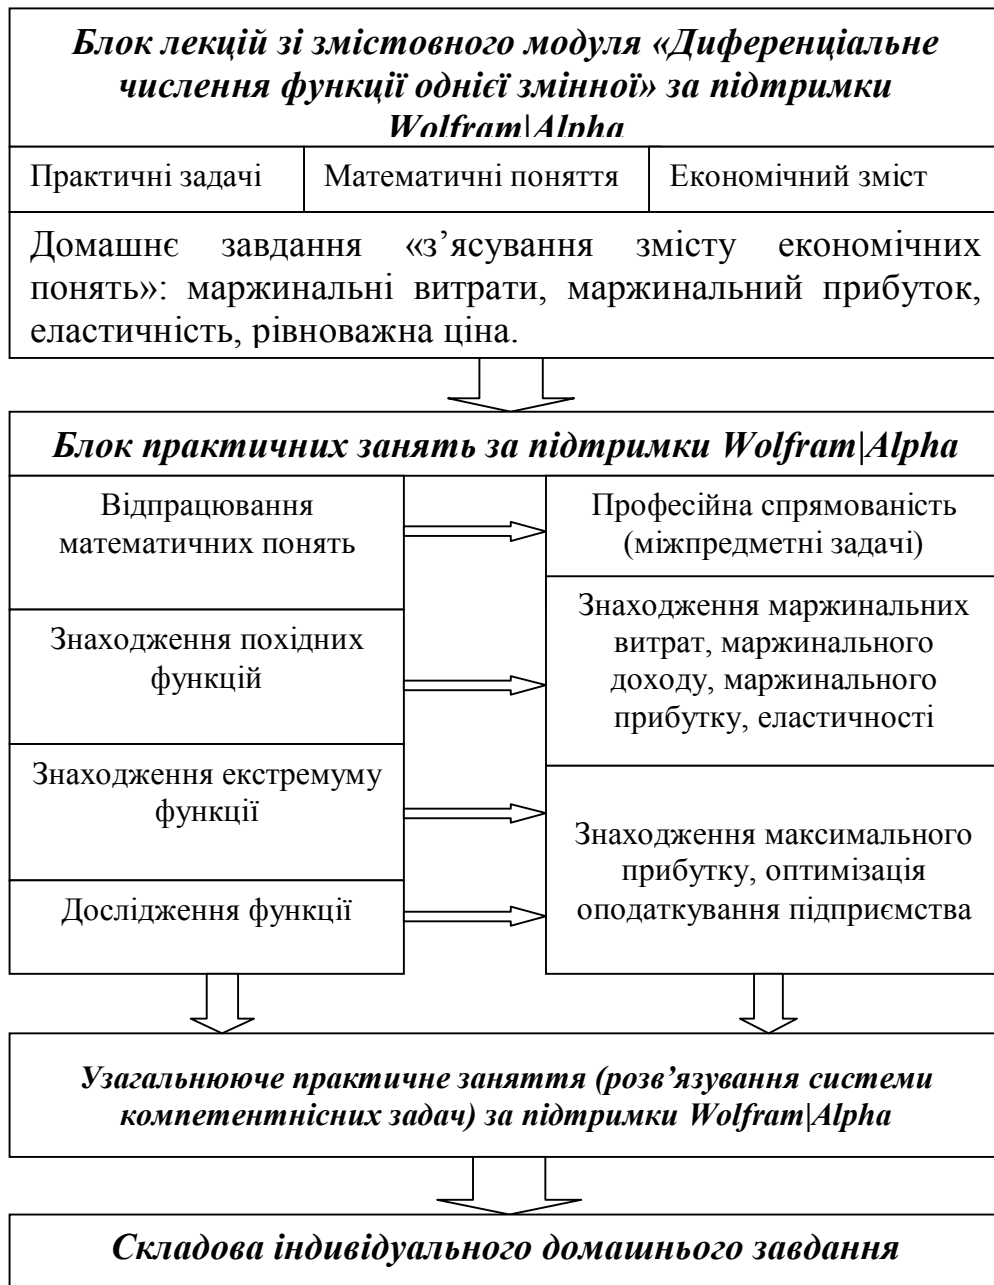 Блок лекцій зі змістовного модуля «Диференціальне
числення функції однієї змінної» за підтримки
Wolfram|Alpha
Практичні задачі
Математичні поняття
Економічний зміст
Домашнє завдання «з’ясування змісту економічних
понять»: маржинальні витрати, маржинальний прибуток,
еластичність, рівноважна ціна.
Блок практичних занять за підтримки Wolfram|Alpha
Відпрацювання
математичних понять
Професійна спрямованість
(міжпредметні задачі)
Знаходження похідних
функцій
Знаходження маржинальних
витрат, маржинального
доходу, маржинального
прибутку, еластичності
Знаходження екстремуму
функції
Дослідження функції
Знаходження максимального
прибутку, оптимізація
оподаткування підприємства
Узагальнююче практичне заняття (розв’язування системи
компетентнісних задач) за підтримки Wolfram|Alpha
Складова індивідуального домашнього завдання